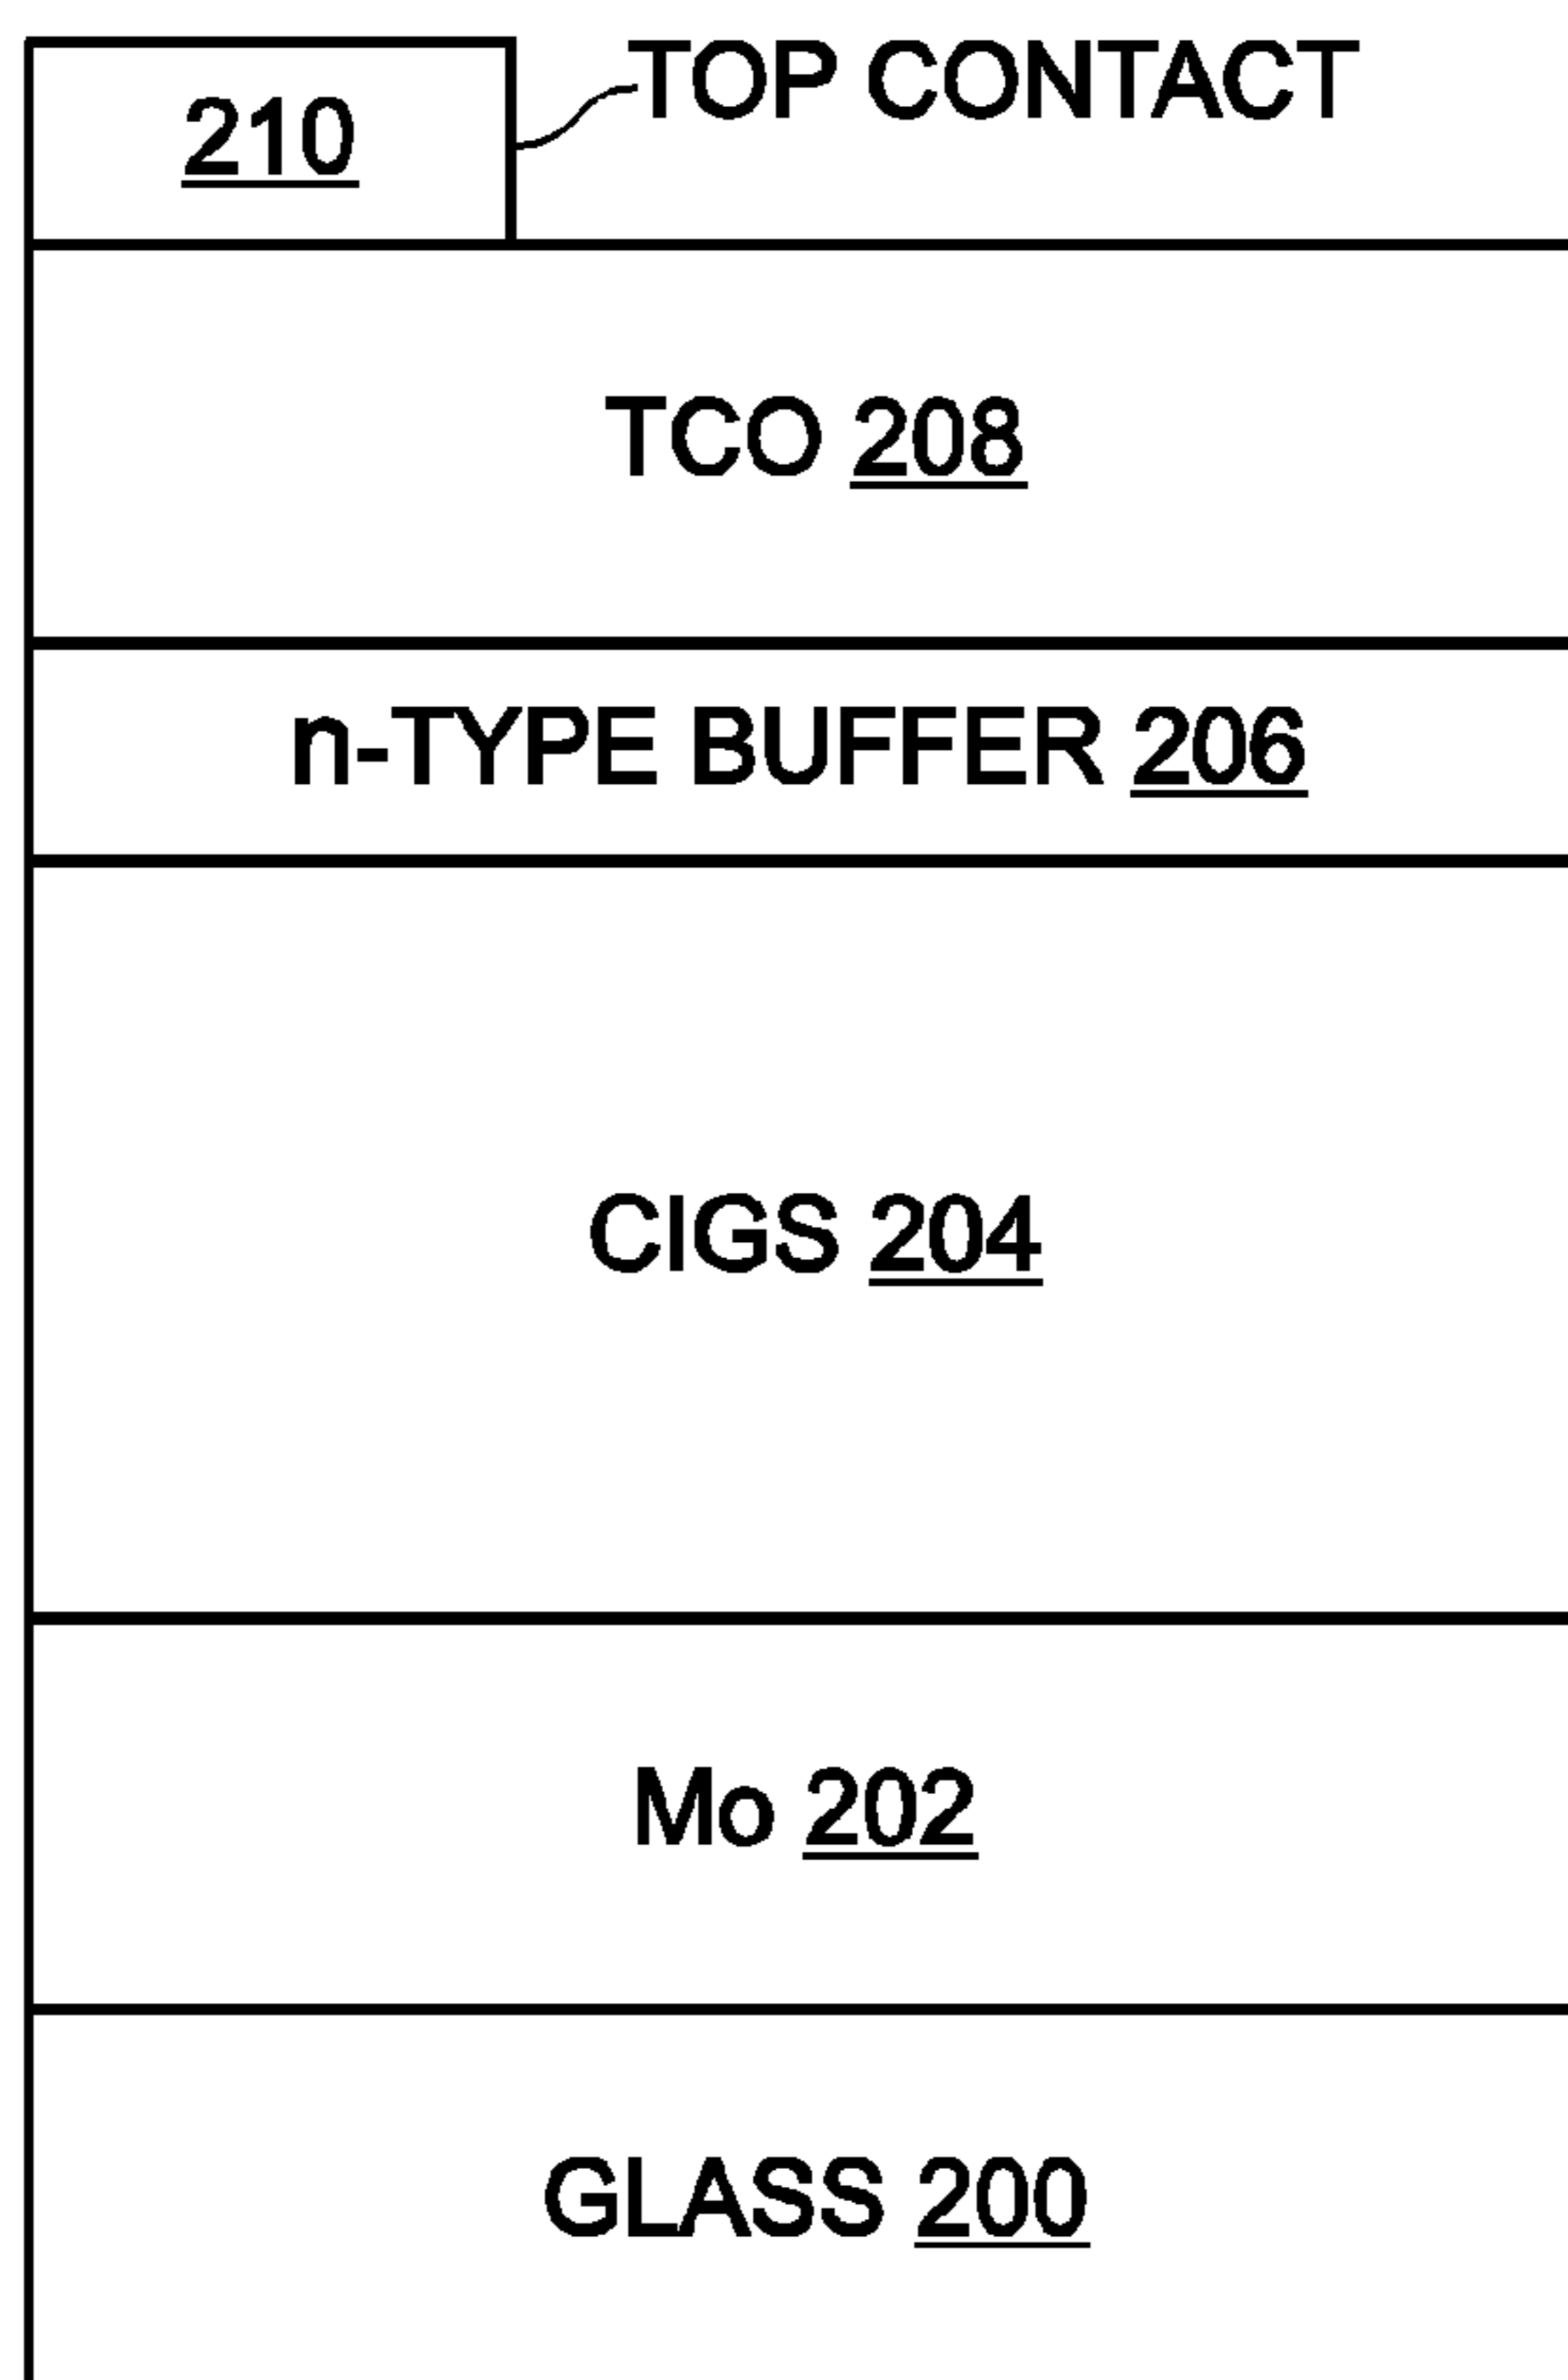 TOP CONTACT
210
TCO 208
n-TYPE BUFFER 206
CIGS 204
Mo 202
GLASS 200